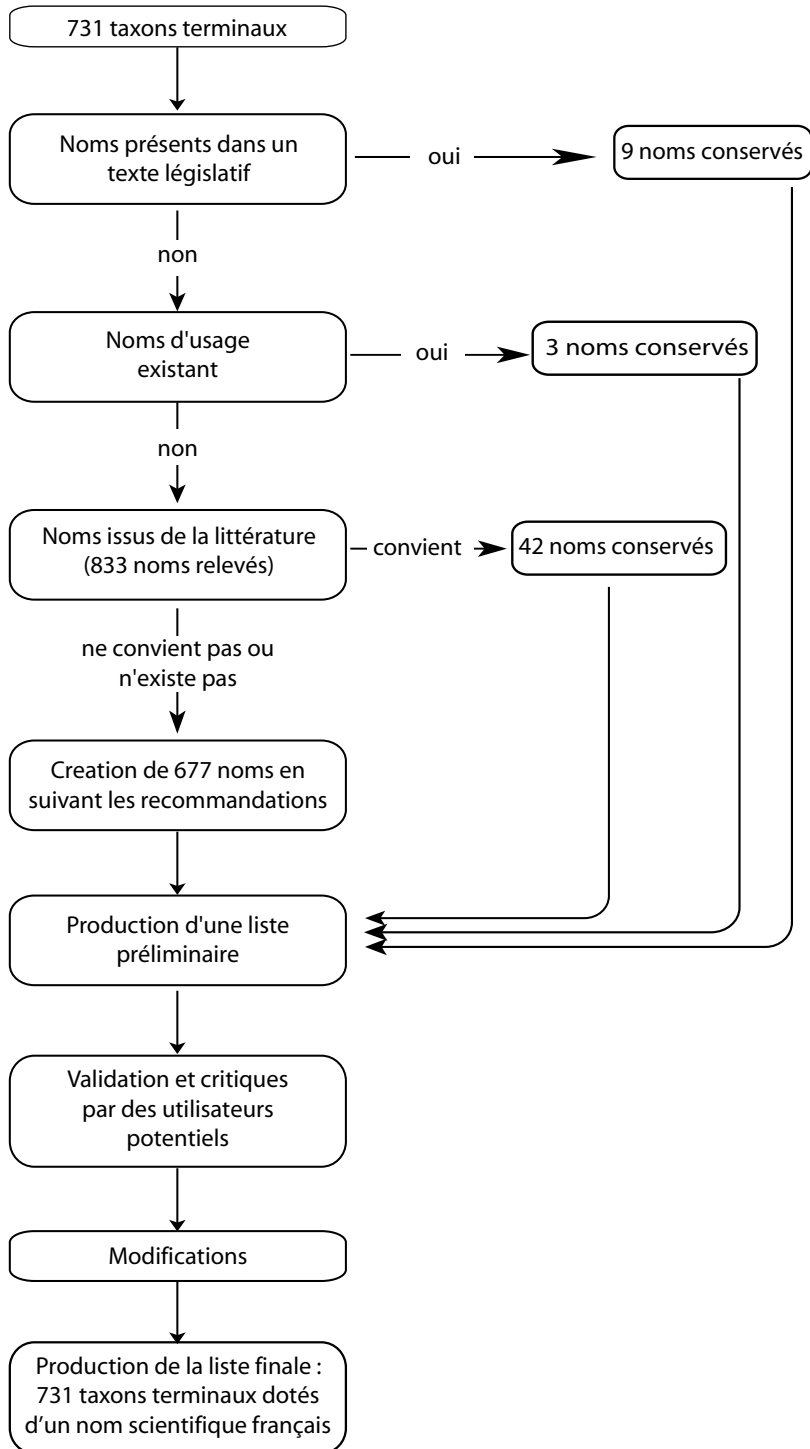 731 taxons terminaux
Noms présents dans un
texte législatif
oui
9 noms conservés
non
Noms d'usage
existant
oui
3 noms conservés
non
Noms issus de la littérature
(833 noms relevés)
convient
42 noms conservés
ne convient pas ou
n'existe pas
Creation de 677 noms en
suivant les recommandations
Production d'une liste
préliminaire
Validation et critiques
par des utilisateurs
potentiels
Modifications
Production de la liste finale :
731 taxons terminaux dotés
d’un nom scientifique français